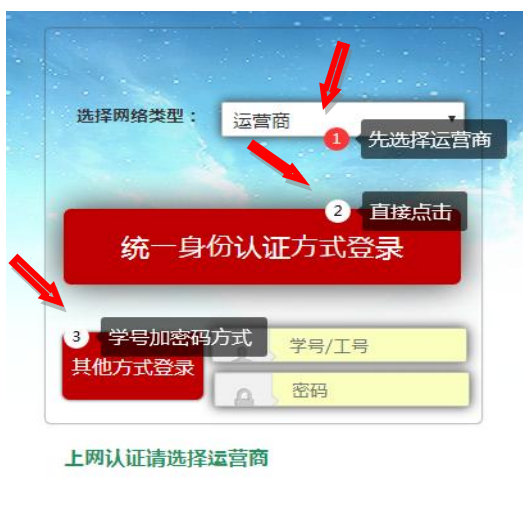 选择网络类型：
运营商
1 先选择运营商
2 直接点击
统一身份认证方式登录
3 学号加密码方式
其他方式登录
学号/工号
密码
上网认证请选择运营商